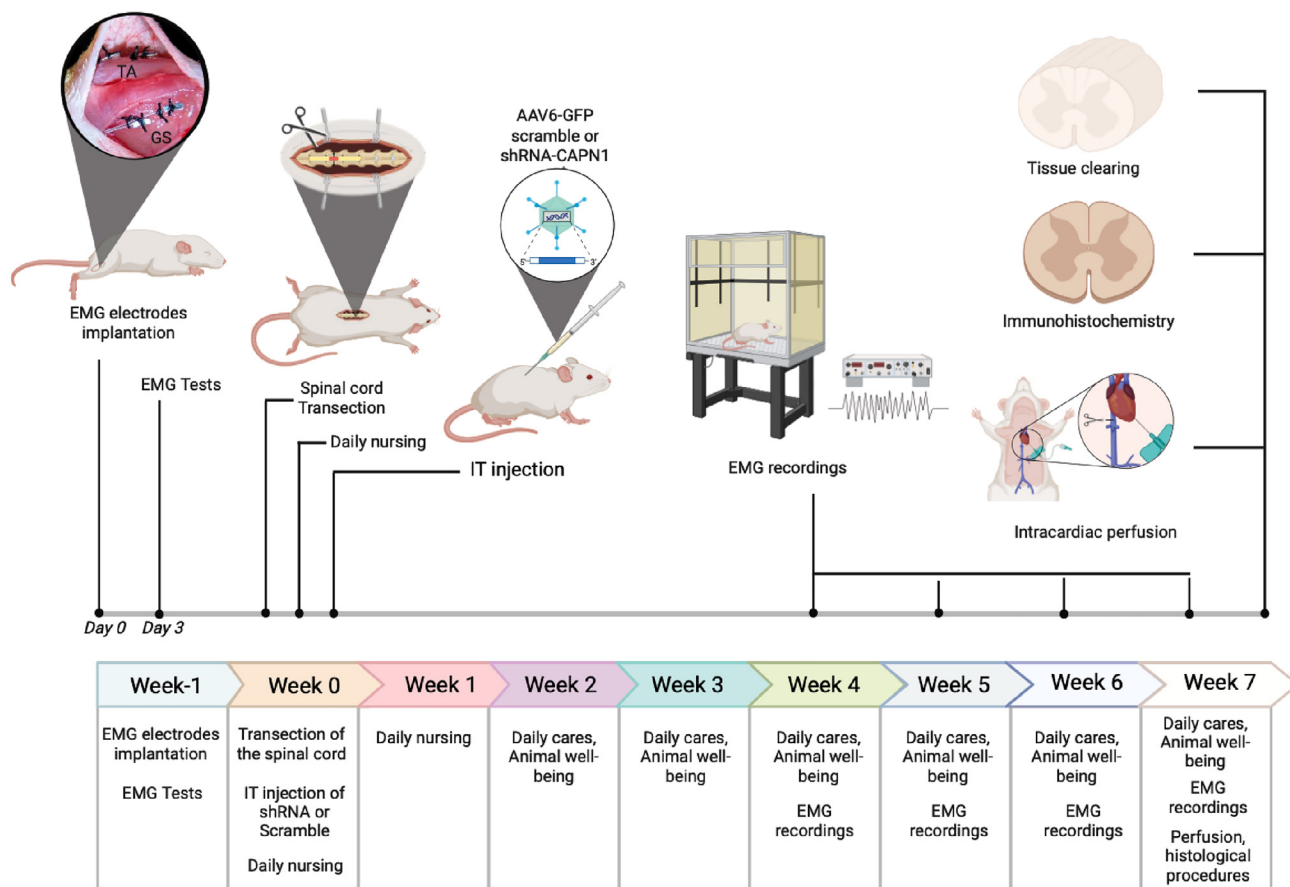 TA
GS
AAV6-GFP
scramble or
shRNA-CAPN1
5'
3'
Tissue clearing
Immunohistochemistry
EMG electrodes
implantation
EMG Tests
Spinal cord
Transection
Daily nursing
IT injection
EMG recordings
Intracardiac perfusion
Day 0
Day 3
Week-1
Week 0
Week 1
Week 2
Week 3
Week 4
Week 5
Week 6
Week 7
EMG electrodes
implantation
EMG Tests
Transection of
the spinal cord
IT injection of
shRNA or
Scramble
Daily nursing
Daily nursing
Daily cares,
Animal well-
being
Daily cares,
Animal well-
being
Daily cares,
Animal well-
being
EMG
recordings
Daily cares,
Animal well-
being
EMG
recordings
Daily cares,
Animal well-
being
EMG
recordings
Daily cares,
Animal well-
being
EMG
recordings
Perfusion,
histological
procedures